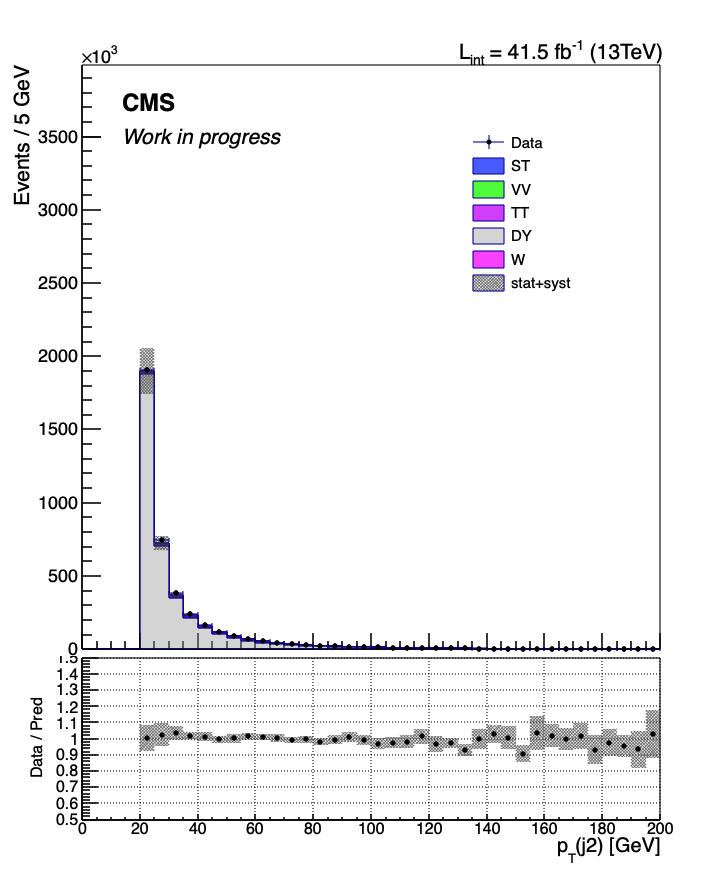 ×10³
L_int = 41.5 fb⁻¹ (13TeV)
Events / 5 GeV
CMS
Work in progress
Data
ST
VV
TT
DY
W
stat+syst
3500
3000
2500
2000
1500
1000
500
0
Data / Pred
1.5
1.4
1.3
1.2
1.1
1
0.9
0.8
0.7
0.6
0.5
0 20 40 60 80 100 120 140 160 180 200
p_T(j2) [GeV]